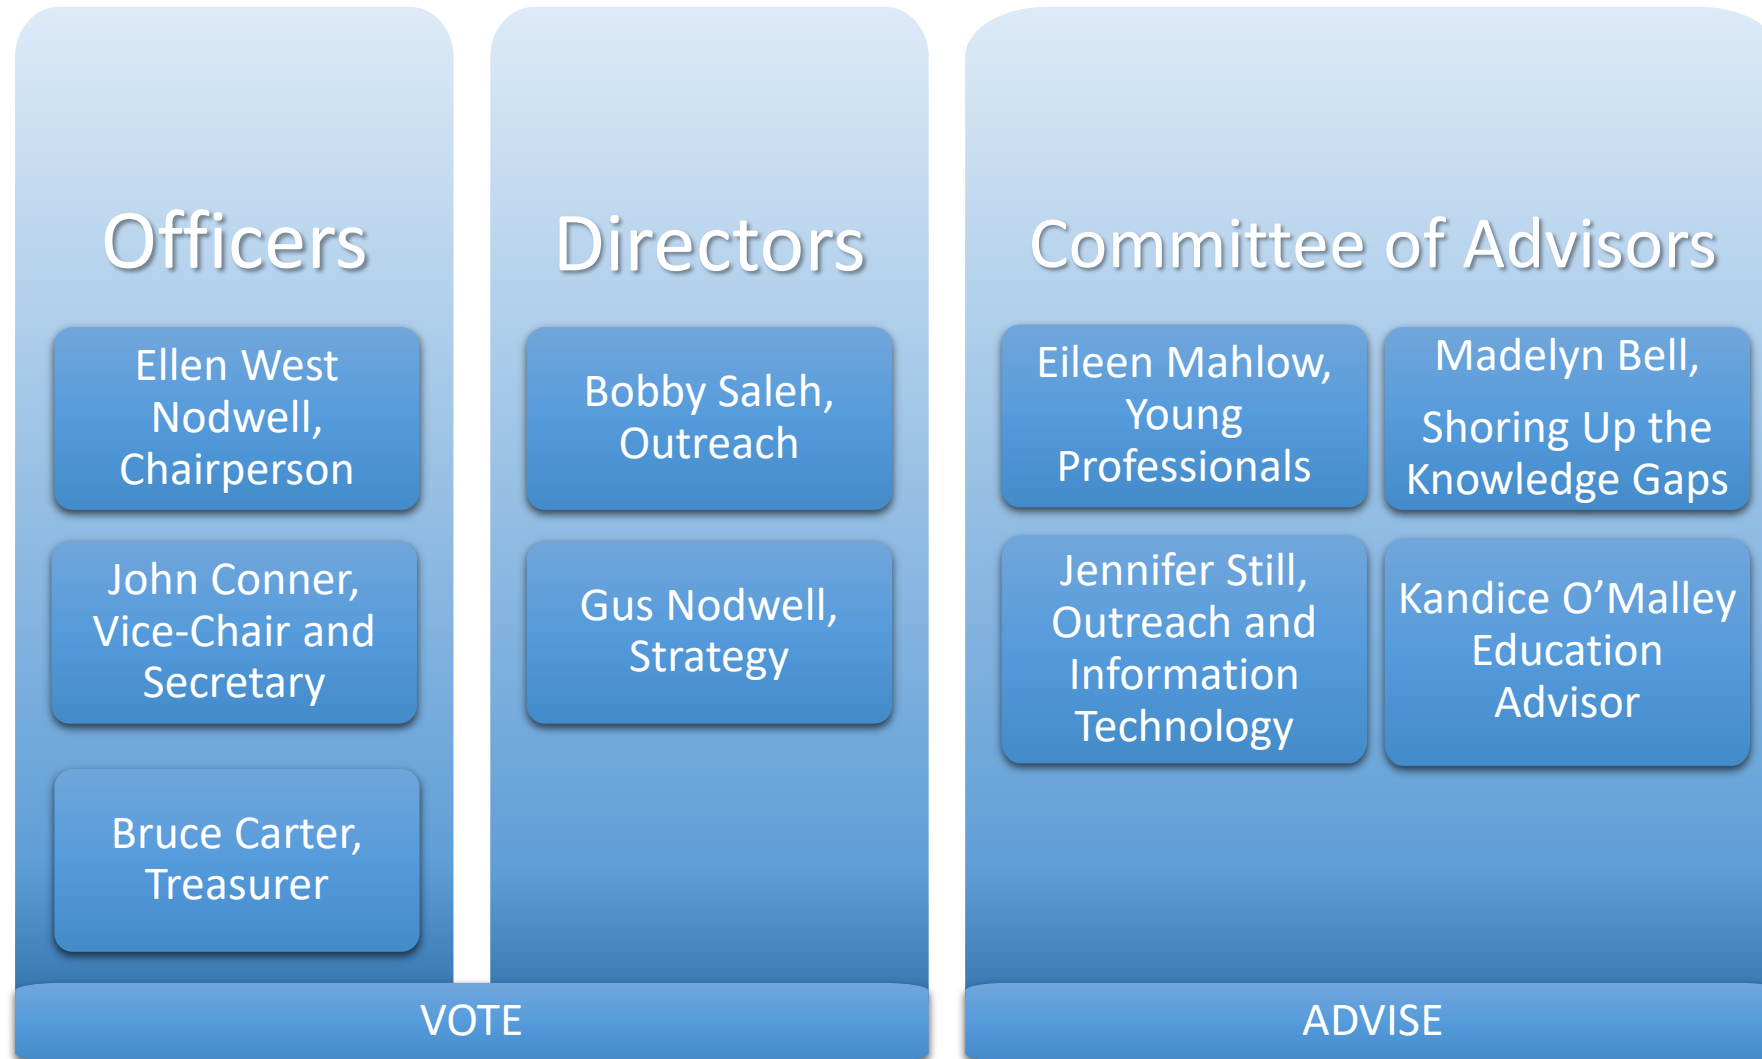 Officers
Ellen West
Nodwell,
Chairperson
John Conner,
Vice-Chair and
Secretary
Bruce Carter,
Treasurer
Directors
Bobby Saleh,
Outreach
Gus Nodwell,
Strategy
VOTE
Committee of Advisors
Eileen Mahlow,
Young
Professionals
Madelyn Bell,
Shoring Up the
Knowledge Gaps
Jennifer Still,
Outreach and
Information
Technology
Kandice O’Malley
Education
Advisor
ADVISE